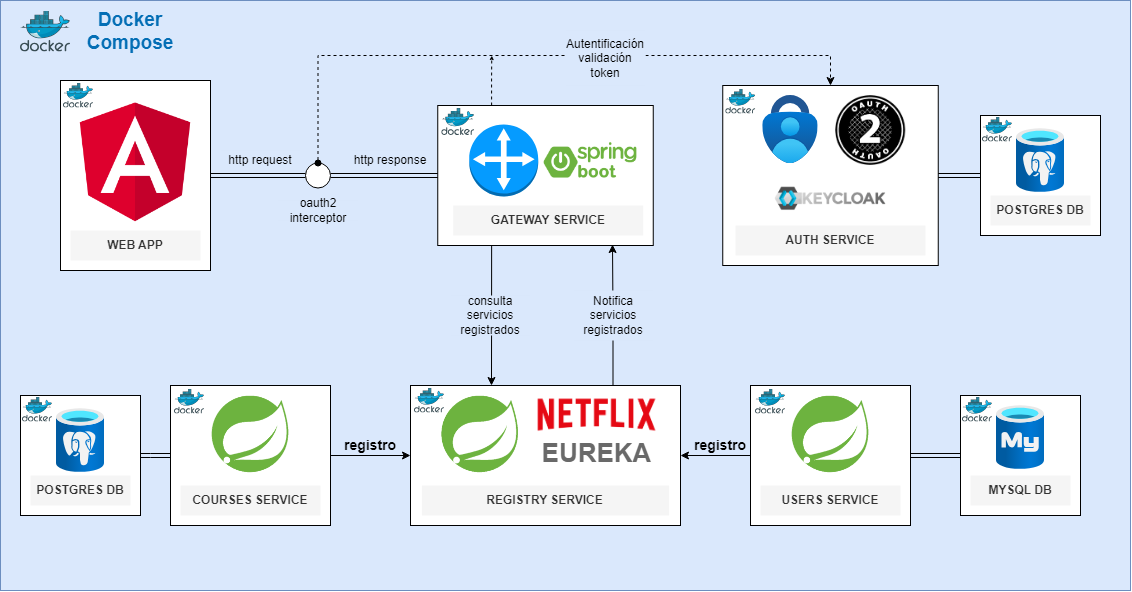 docker
Docker
Compose
docker
WEB APP
http request
oauth2
interceptor
http response
Autentificación
validación
token
docker
spring
boot
GATEWAY SERVICE
docker
OAUTH
2
OAUTH
KEYCLOAK
AUTH SERVICE
docker
POSTGRES DB
consulta
servicios
registrados
Notifica
servicios
registrados
docker
POSTGRES DB
docker
COURSES SERVICE
registro
docker
NETFLIX
EUREKA
REGISTRY SERVICE
registro
docker
USERS SERVICE
docker
My
MYSQL DB